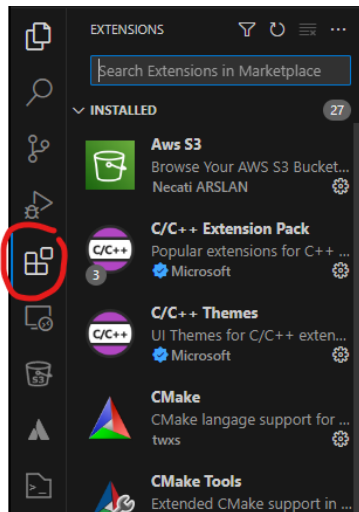 EXTENSIONS
Search Extensions in Marketplace
INSTALLED 27
Aws S3
Browse Your AWS S3 Bucket...
Necati ARSLAN
C/C++ Extension Pack
Popular extensions for C++ ...
C/C++
3
Microsoft
C/C++ Themes
UI Themes for C/C++ exten...
C/C++
Microsoft
CMake
CMake langage support for ...
twxs
S3
CMake Tools
Extended CMake support in ...